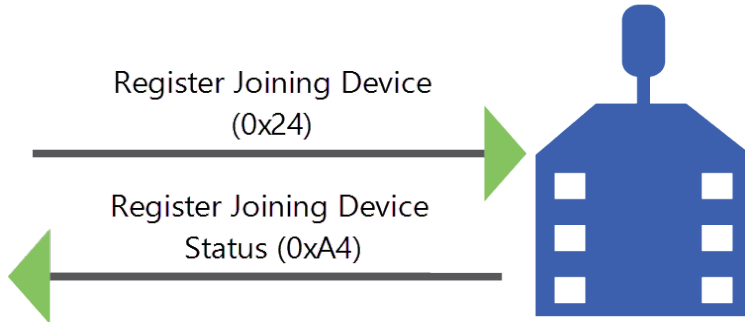 Register Joining Device
(0x24)
Register Joining Device
Status (0xA4)